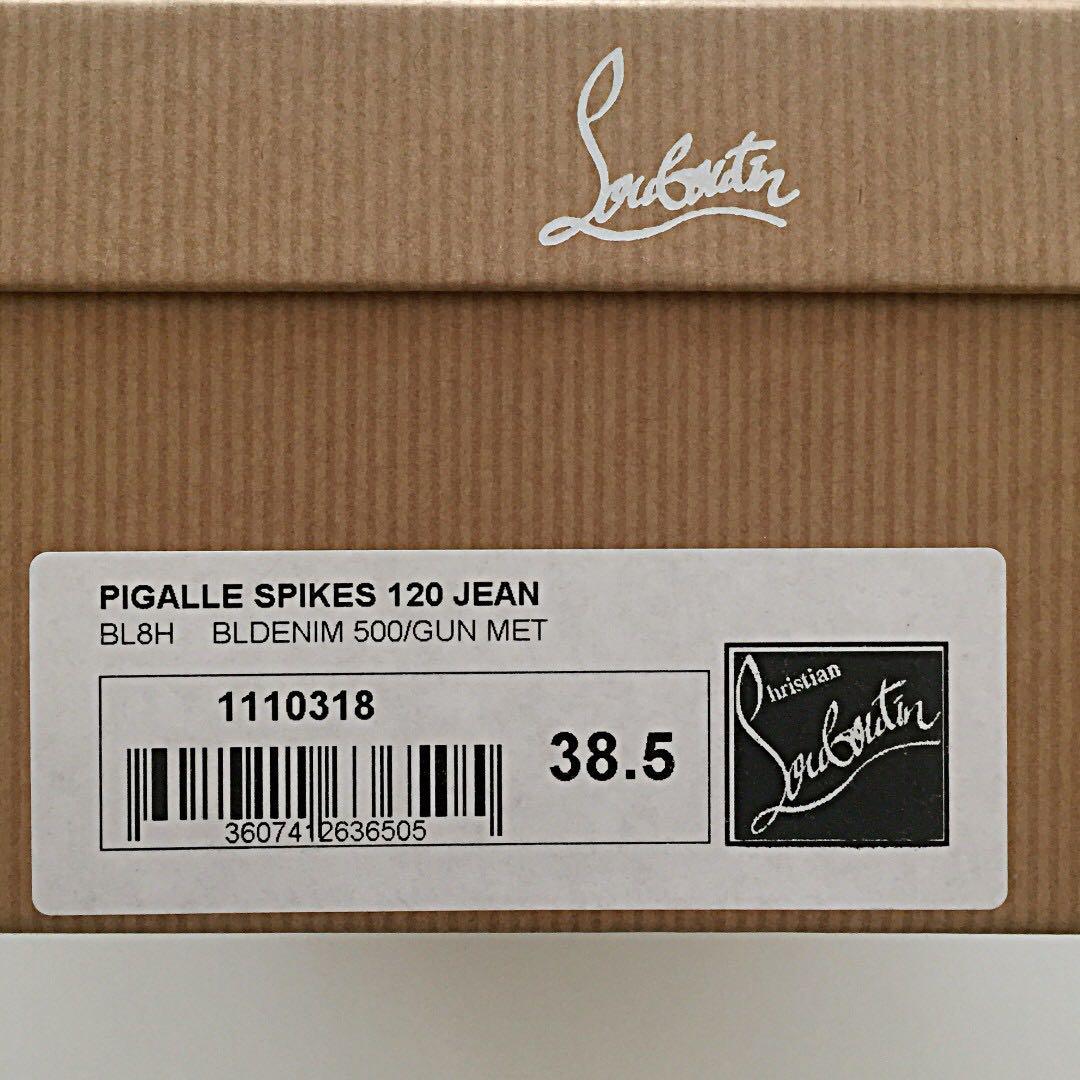 Louboutin
PIGALLE SPIKES 120 JEAN
BL8H BLDENIM 500/GUN MET
1110318
38.5
3607412636505
Christian
Louboutin